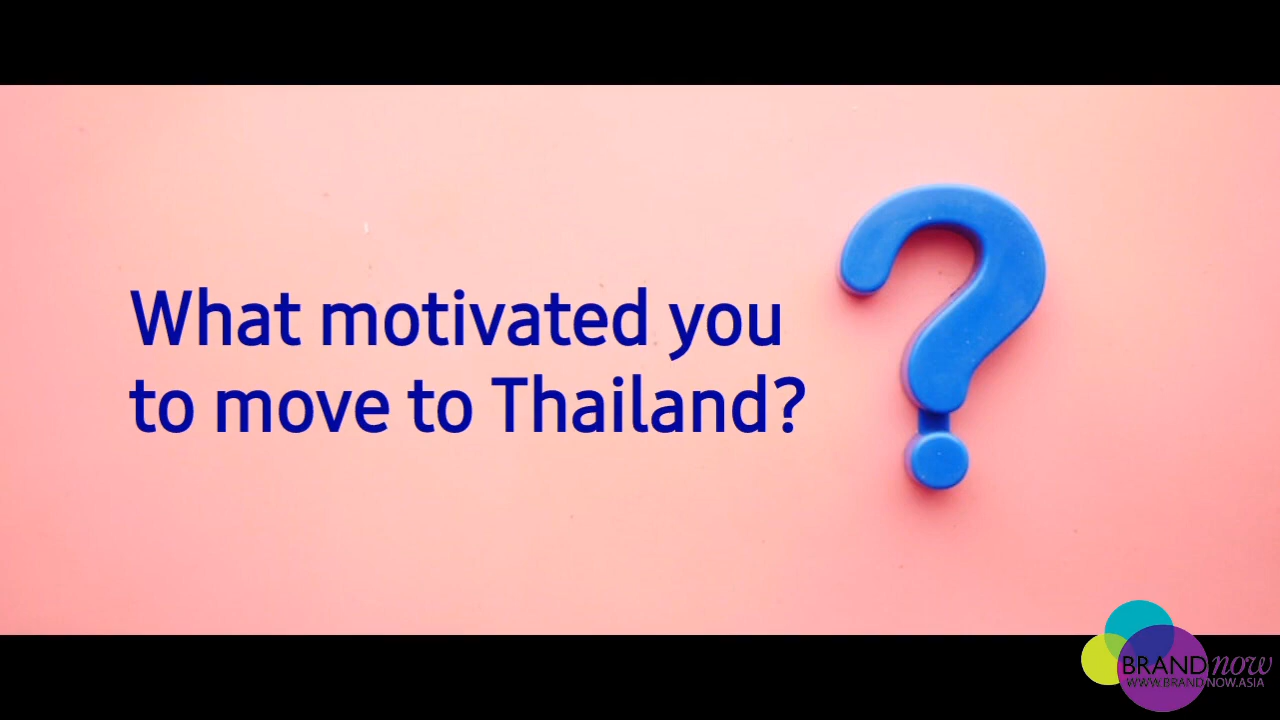 What motivated you
to move to Thailand?
BRANDnow
WWW.BRAND-NOW.ASIA